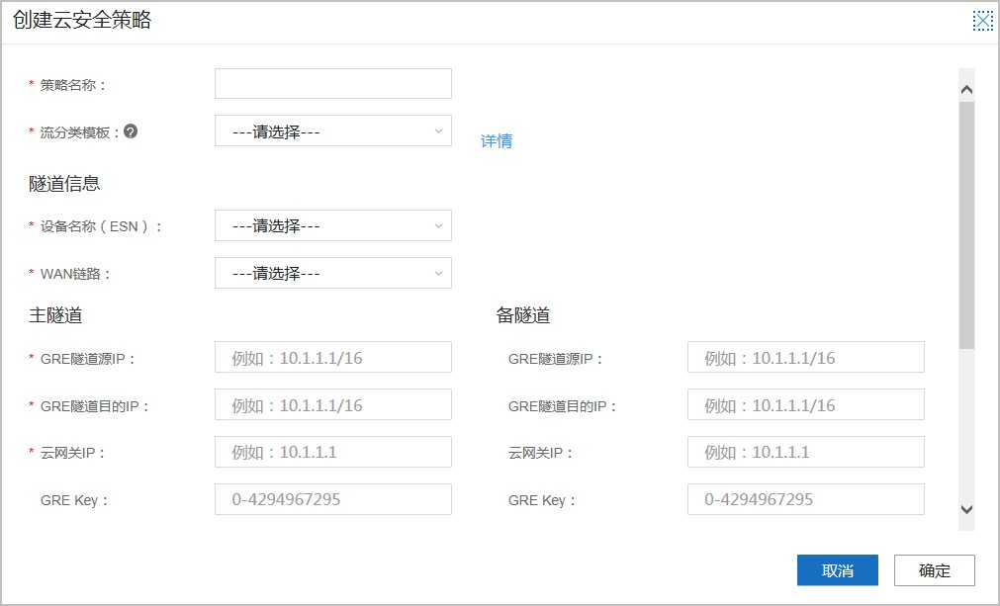 创建云安全策略
* 策略名称：
* 流分类模板：? ---请选择--- 详情
隧道信息
* 设备名称（ESN）： ---请选择---
* WAN链路： ---请选择---
主隧道 备隧道
* GRE隧道源IP： 例如：10.1.1.1/16 GRE隧道源IP： 例如：10.1.1.1/16
* GRE隧道目的IP： 例如：10.1.1.1/16 GRE隧道目的IP： 例如：10.1.1.1/16
* 云网关IP： 例如：10.1.1.1 云网关IP： 例如：10.1.1.1
GRE Key： 0-4294967295 GRE Key： 0-4294967295
取消 确定